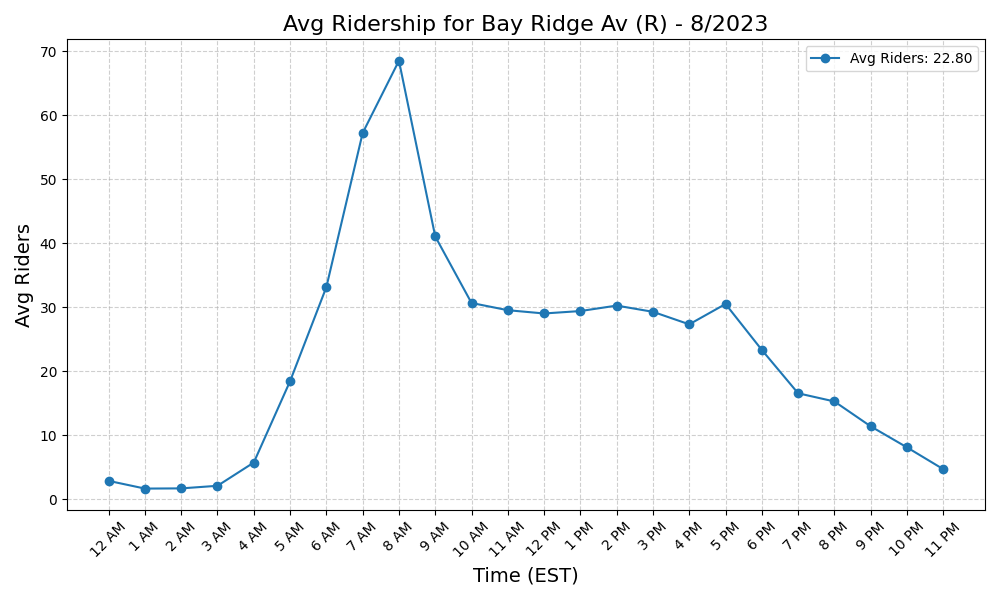 Avg Ridership for Bay Ridge Av (R) - 8/2023
Avg Riders: 22.80
Avg Riders
70
60
50
40
30
20
10
0
12 AM
1 AM
2 AM
3 AM
4 AM
5 AM
6 AM
7 AM
8 AM
9 AM
10 AM
11 AM
12 PM
1 PM
2 PM
3 PM
4 PM
5 PM
6 PM
7 PM
8 PM
9 PM
10 PM
11 PM
Time (EST)